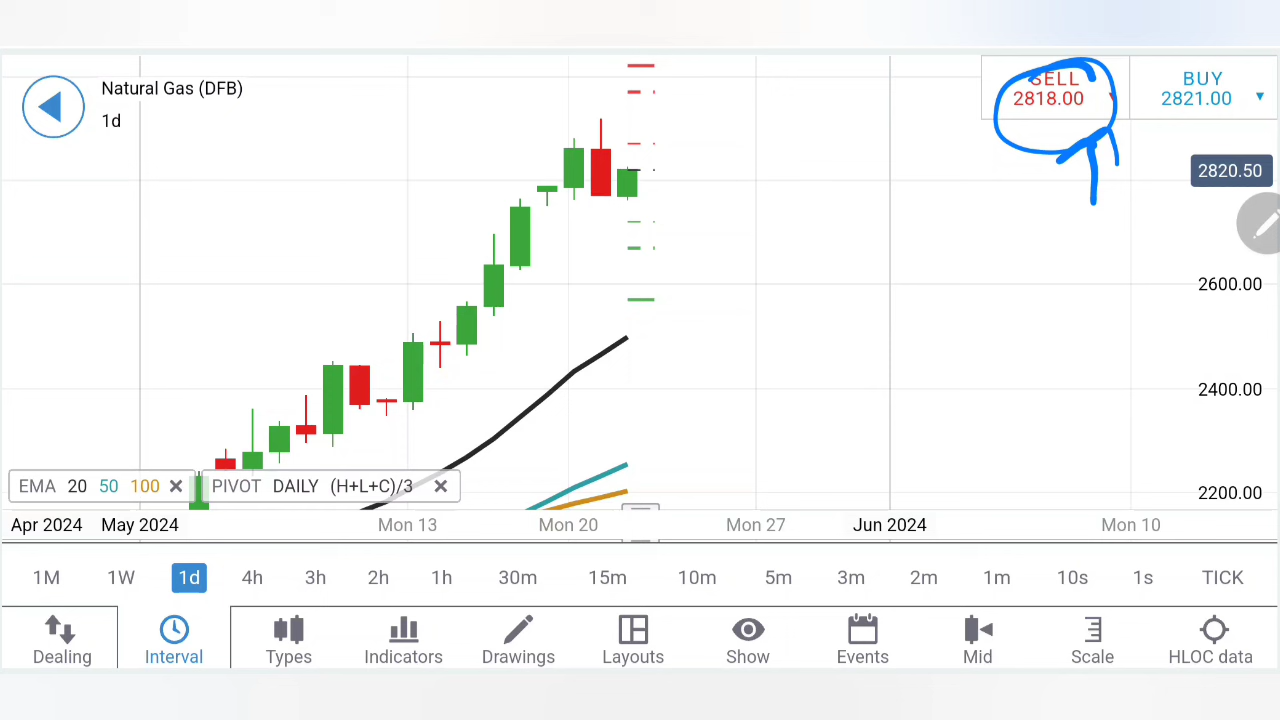 Natural Gas (DFB)
1d
SELL
2818.00
BUY
2821.00
2820.50
2600.00
2400.00
2200.00
EMA 20 50 100
PIVOT DAILY (H+L+C)/3
Apr 2024 May 2024 Mon 13 Mon 20 Mon 27 Jun 2024 Mon 10
1M 1W 1d 4h 3h 2h 1h 30m 15m 10m 5m 3m 2m 1m 10s 1s TICK
Dealing Interval Types Indicators Drawings Layouts Show Events Mid Scale HLOC data